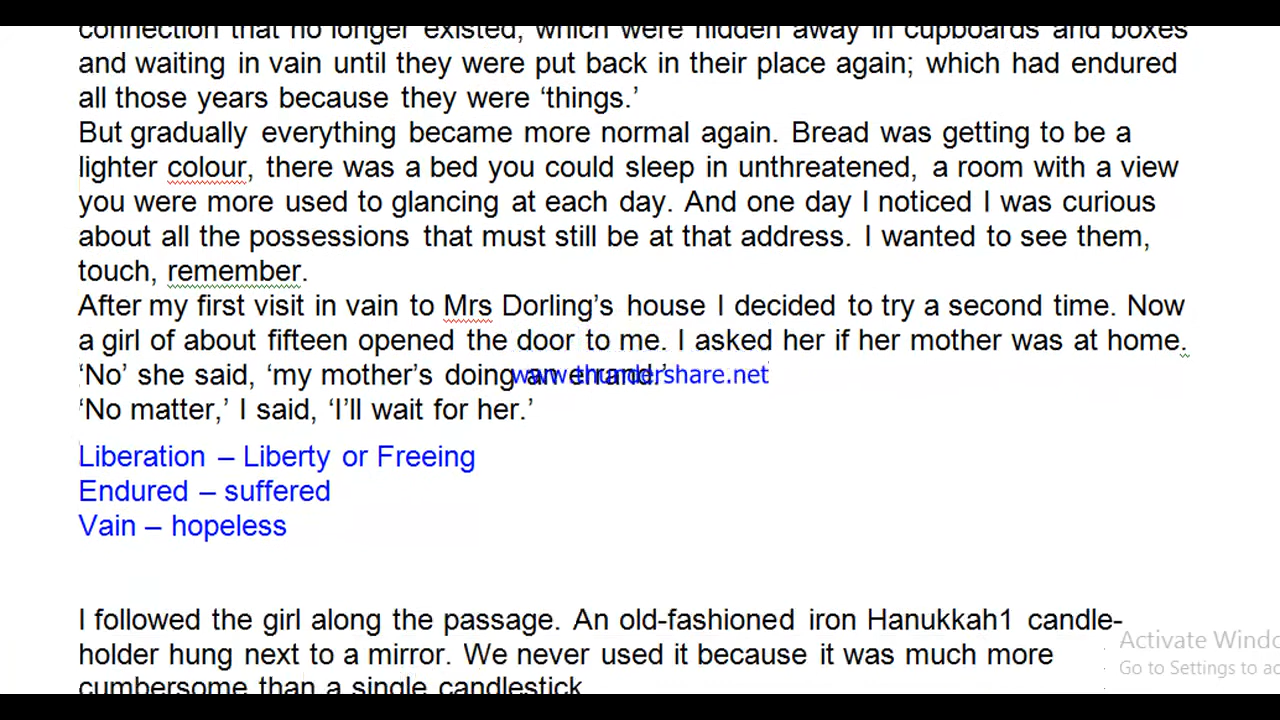 connection that no longer existed, which were hidden away in cupboards and boxes
and waiting in vain until they were put back in their place again; which had endured
all those years because they were ‘things.’
But gradually everything became more normal again. Bread was getting to be a
lighter colour, there was a bed you could sleep in unthreatened, a room with a view
you were more used to glancing at each day. And one day I noticed I was curious
about all the possessions that must still be at that address. I wanted to see them,
touch, remember.
After my first visit in vain to Mrs Dorling’s house I decided to try a second time. Now
a girl of about fifteen opened the door to me. I asked her if her mother was at home.
‘No’ she said, ‘my mother’s doing an errand.’
www.thundershare.net
‘No matter,’ I said, ‘I’ll wait for her.’
Liberation – Liberty or Freeing
Endured – suffered
Vain – hopeless
I followed the girl along the passage. An old-fashioned iron Hanukkah1 candle-
holder hung next to a mirror. We never used it because it was much more
cumbersome than a single candlestick.
Activate Windo
Go to Settings to ac